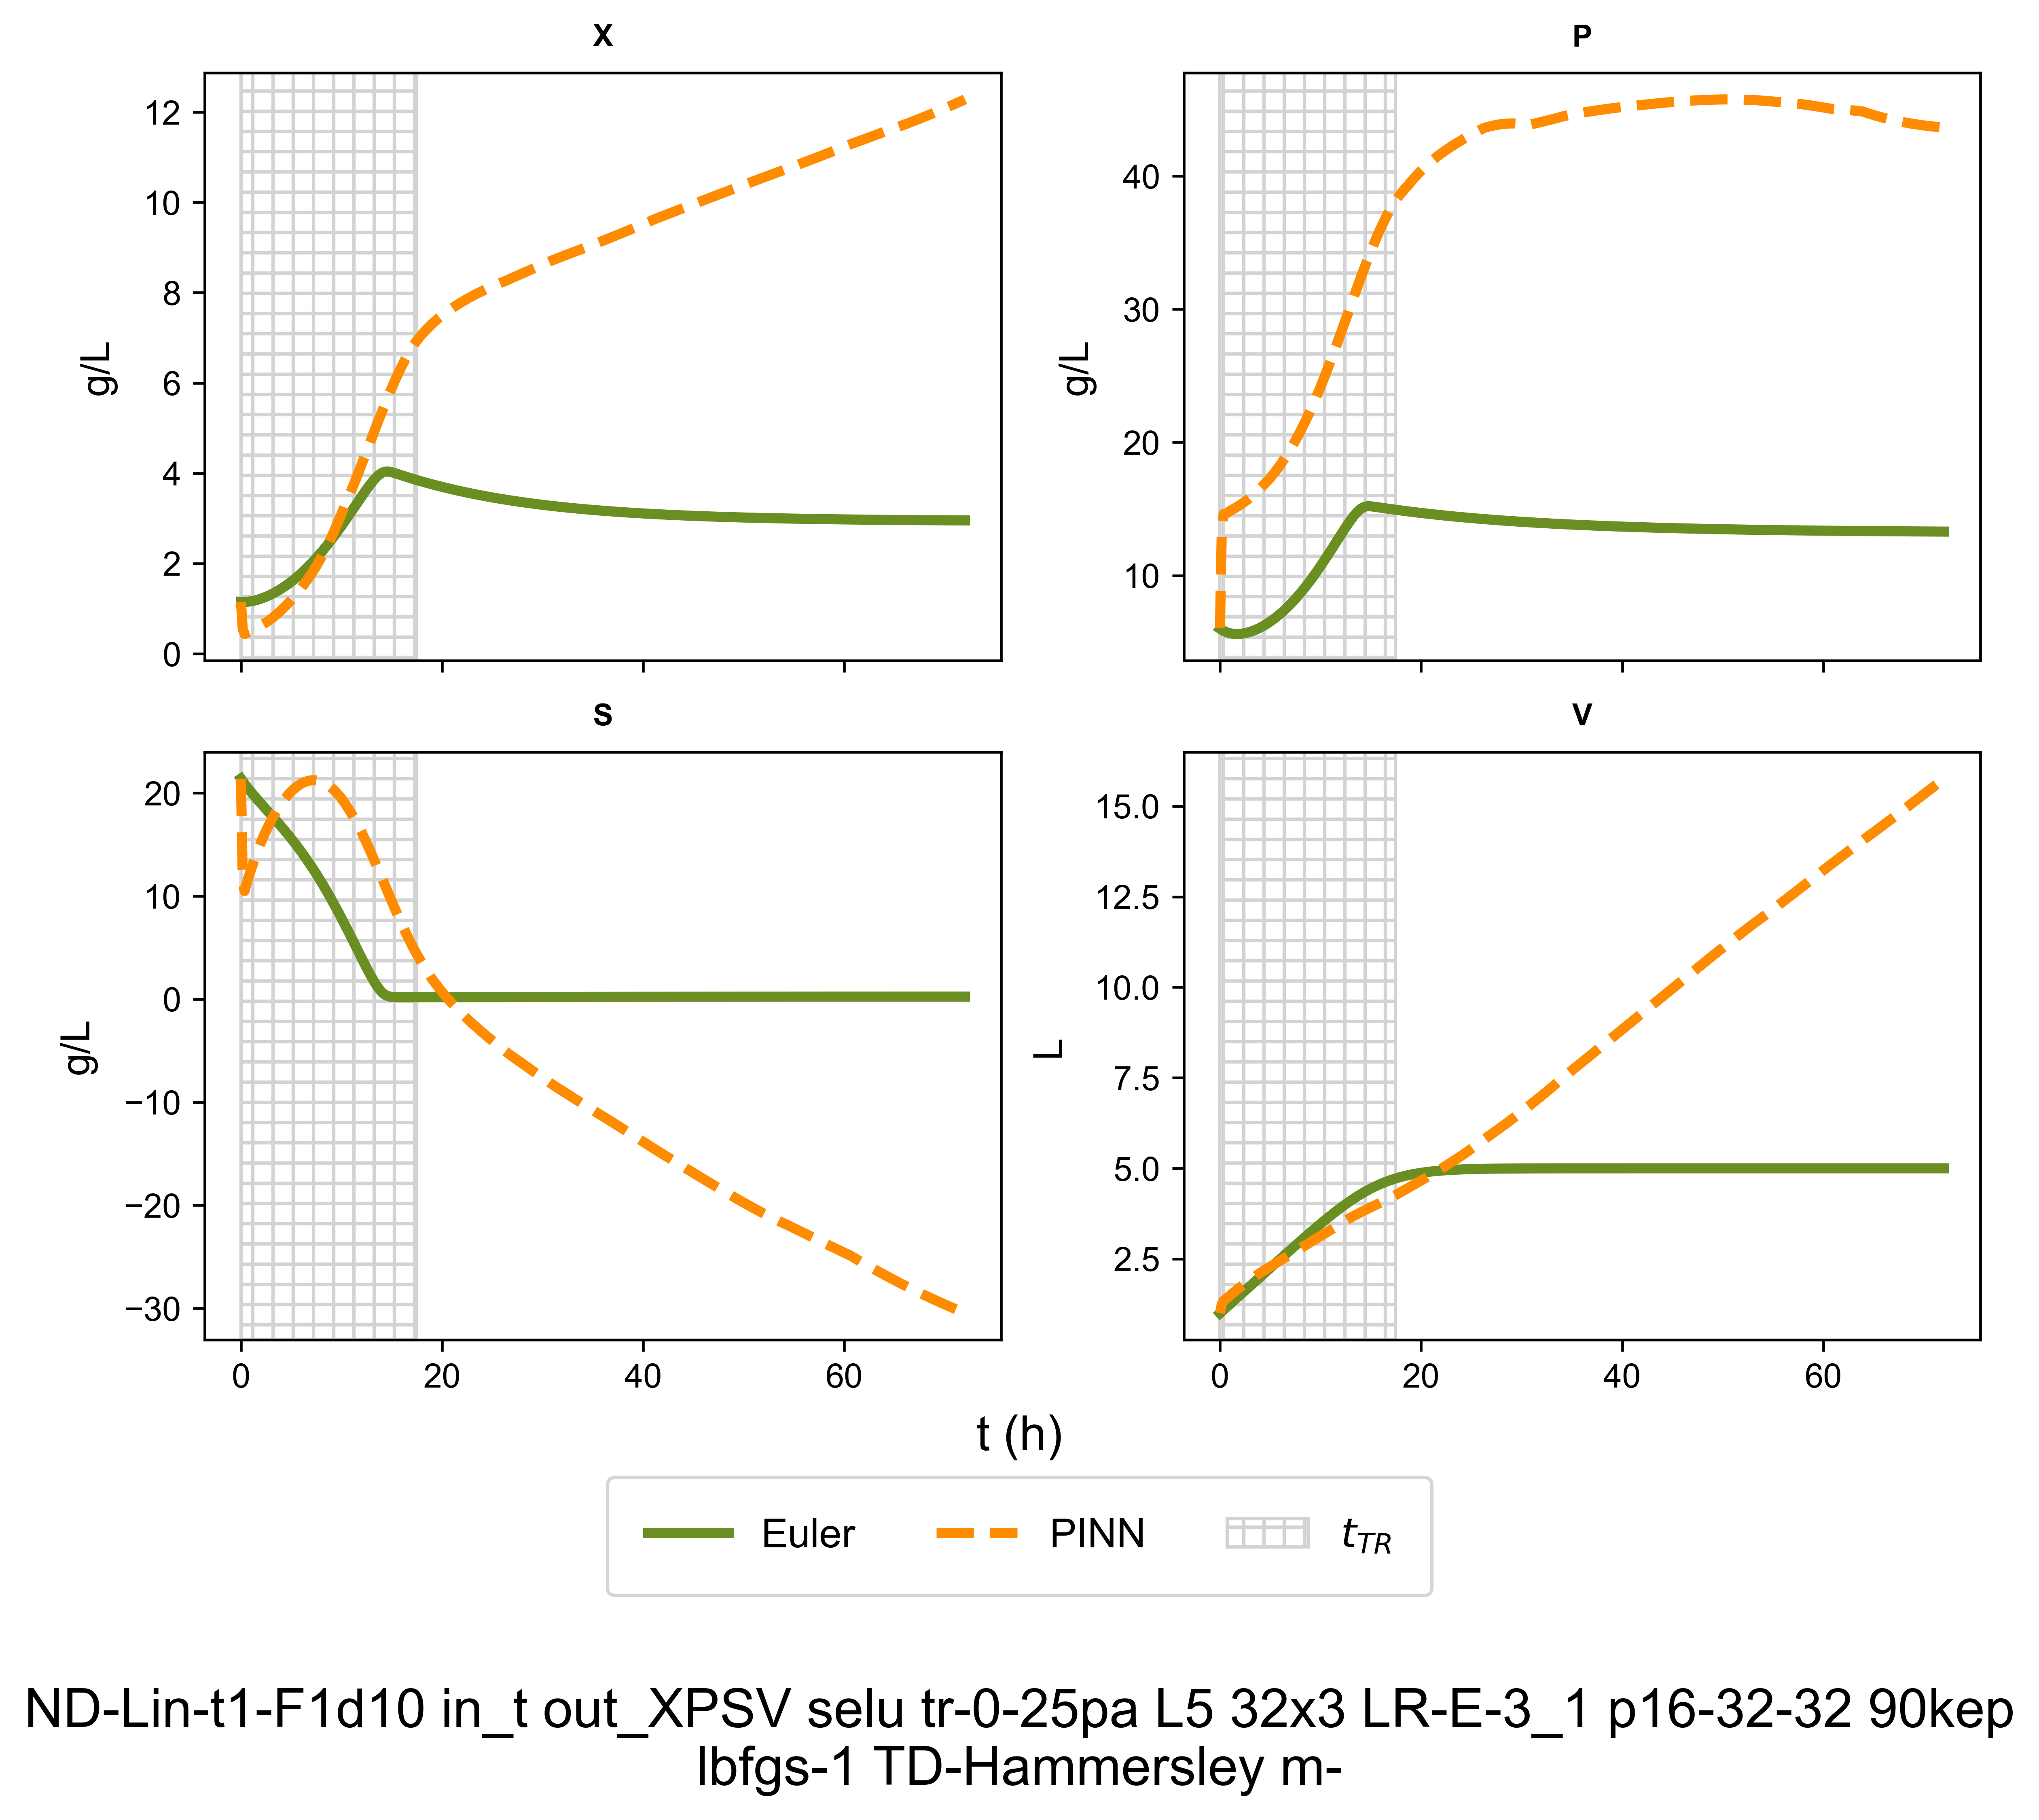 X
P
12
10
8
6
4
2
0
g/L
40
30
20
10
g/L
S
V
20
10
0
−10
−20
−30
g/L
0
20
40
60
15.0
12.5
10.0
7.5
5.0
2.5
L
0
20
40
60
t (h)
Euler
PINN
t_TR
ND-Lin-t1-F1d10 in_t out_XPSV selu tr-0-25pa L5 32x3 LR-E-3_1 p16-32-32 90kep
lbfgs-1 TD-Hammersley m-